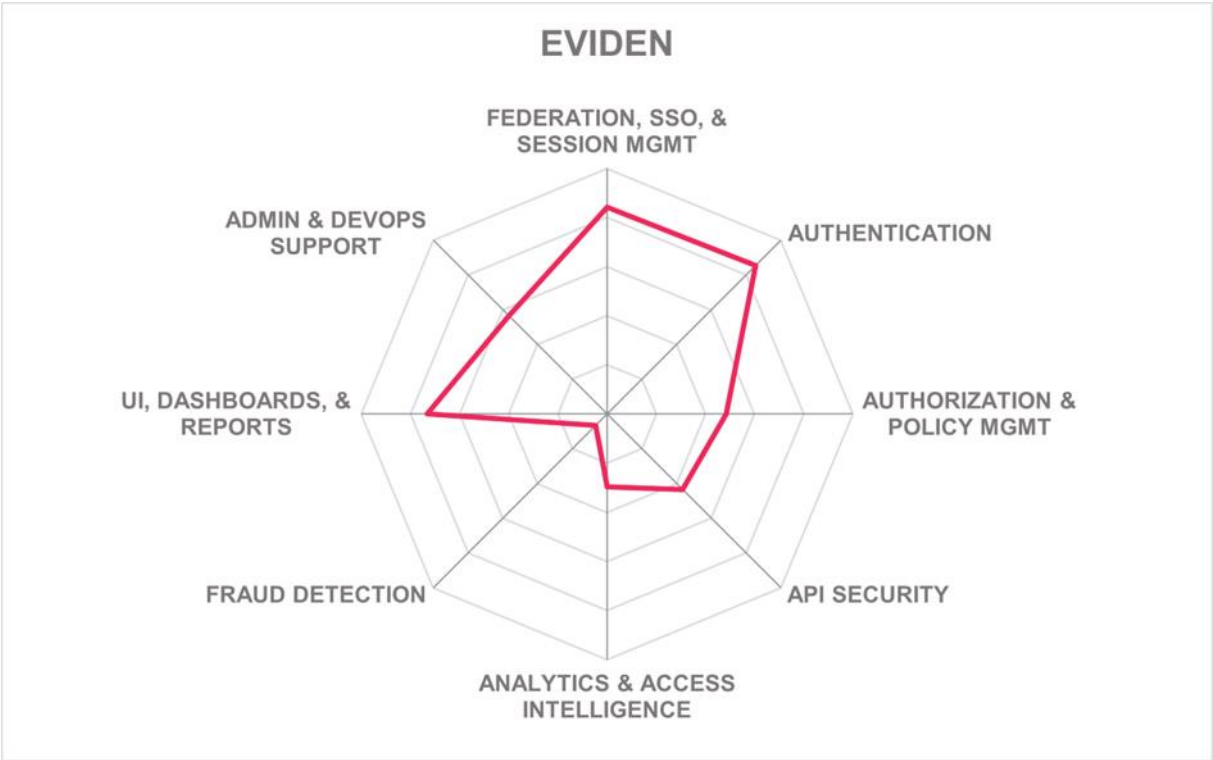 EVIDEN
FEDERATION, SSO, &
SESSION MGMT
AUTHENTICATION
AUTHORIZATION &
POLICY MGMT
API SECURITY
ANALYTICS & ACCESS
INTELLIGENCE
FRAUD DETECTION
UI, DASHBOARDS, &
REPORTS
ADMIN & DEVOPS
SUPPORT